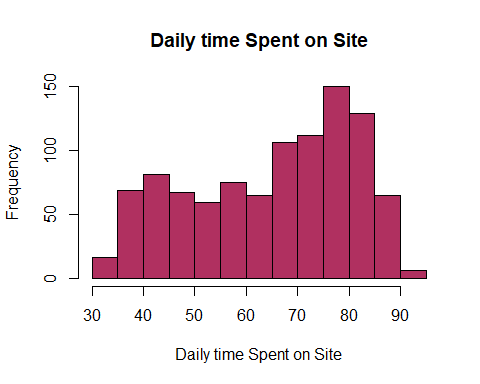 Daily time Spent on Site
Frequency
150
100
50
0
30 40 50 60 70 80 90
Daily time Spent on Site